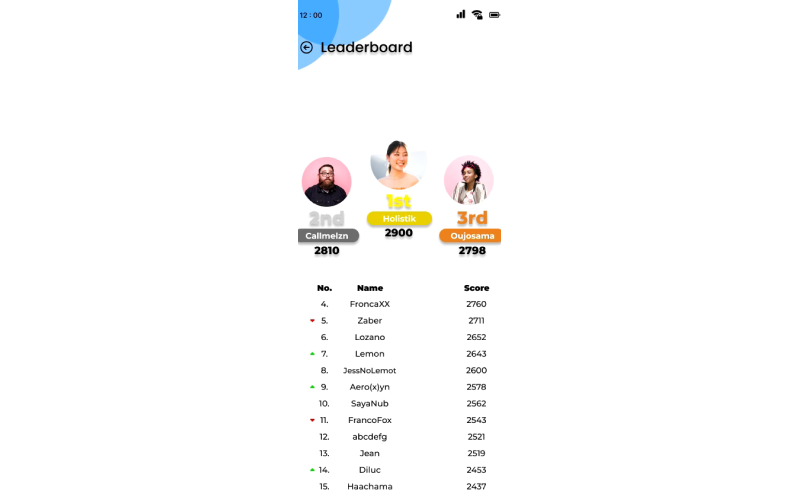 12 : 00
Leaderboard
1st
2nd
3rd
Holistik
Callmelzn
Oujosama
2900
2810
2798
No. Name Score
4. FroncaXX 2760
5. Zaber 2711
6. Lozano 2652
7. Lemon 2643
8. JessNoLemot 2600
9. Aero(x)yn 2578
10. SayaNub 2562
11. FrancoFox 2543
12. abcdefg 2521
13. Jean 2519
14. Diluc 2453
15. Haachama 2437